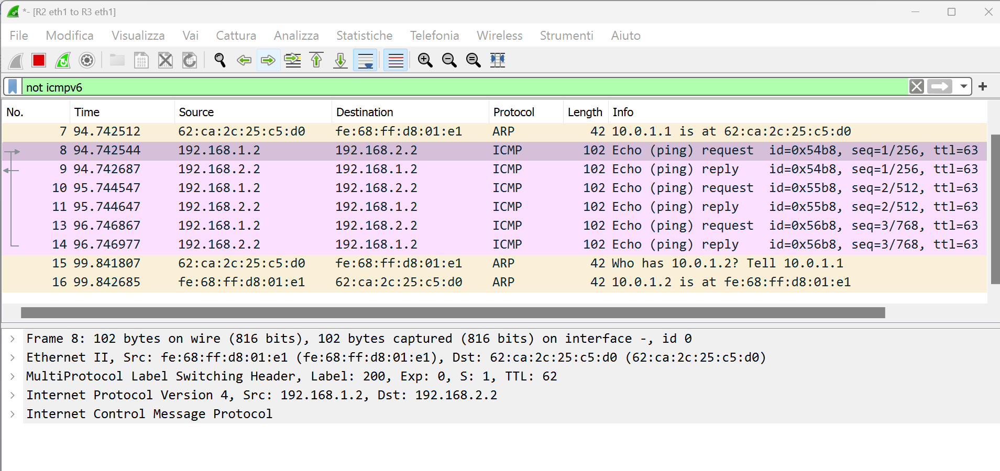 *- [R2 eth1 to R3 eth1]
File Modifica Visualizza Vai Cattura Analizza Statistiche Telefonia Wireless Strumenti Aiuto
not icmpv6
No. Time Source Destination Protocol Length Info
7 94.742512 62:ca:2c:25:c5:d0 fe:68:ff:d8:01:e1 ARP 42 10.0.1.1 is at 62:ca:2c:25:c5:d0
8 94.742544 192.168.1.2 192.168.2.2 ICMP 102 Echo (ping) request id=0x54b8, seq=1/256, ttl=63
9 94.742687 192.168.2.2 192.168.1.2 ICMP 102 Echo (ping) reply id=0x54b8, seq=1/256, ttl=63
10 95.744547 192.168.1.2 192.168.2.2 ICMP 102 Echo (ping) request id=0x55b8, seq=2/512, ttl=63
11 95.744647 192.168.2.2 192.168.1.2 ICMP 102 Echo (ping) reply id=0x55b8, seq=2/512, ttl=63
13 96.746867 192.168.1.2 192.168.2.2 ICMP 102 Echo (ping) request id=0x56b8, seq=3/768, ttl=63
14 96.746977 192.168.2.2 192.168.1.2 ICMP 102 Echo (ping) reply id=0x56b8, seq=3/768, ttl=63
15 99.841807 62:ca:2c:25:c5:d0 fe:68:ff:d8:01:e1 ARP 42 Who has 10.0.1.2? Tell 10.0.1.1
16 99.842685 fe:68:ff:d8:01:e1 62:ca:2c:25:c5:d0 ARP 42 10.0.1.2 is at fe:68:ff:d8:01:e1
Frame 8: 102 bytes on wire (816 bits), 102 bytes captured (816 bits) on interface -, id 0
Ethernet II, Src: fe:68:ff:d8:01:e1 (fe:68:ff:d8:01:e1), Dst: 62:ca:2c:25:c5:d0 (62:ca:2c:25:c5:d0)
MultiProtocol Label Switching Header, Label: 200, Exp: 0, S: 1, TTL: 62
Internet Protocol Version 4, Src: 192.168.1.2, Dst: 192.168.2.2
Internet Control Message Protocol